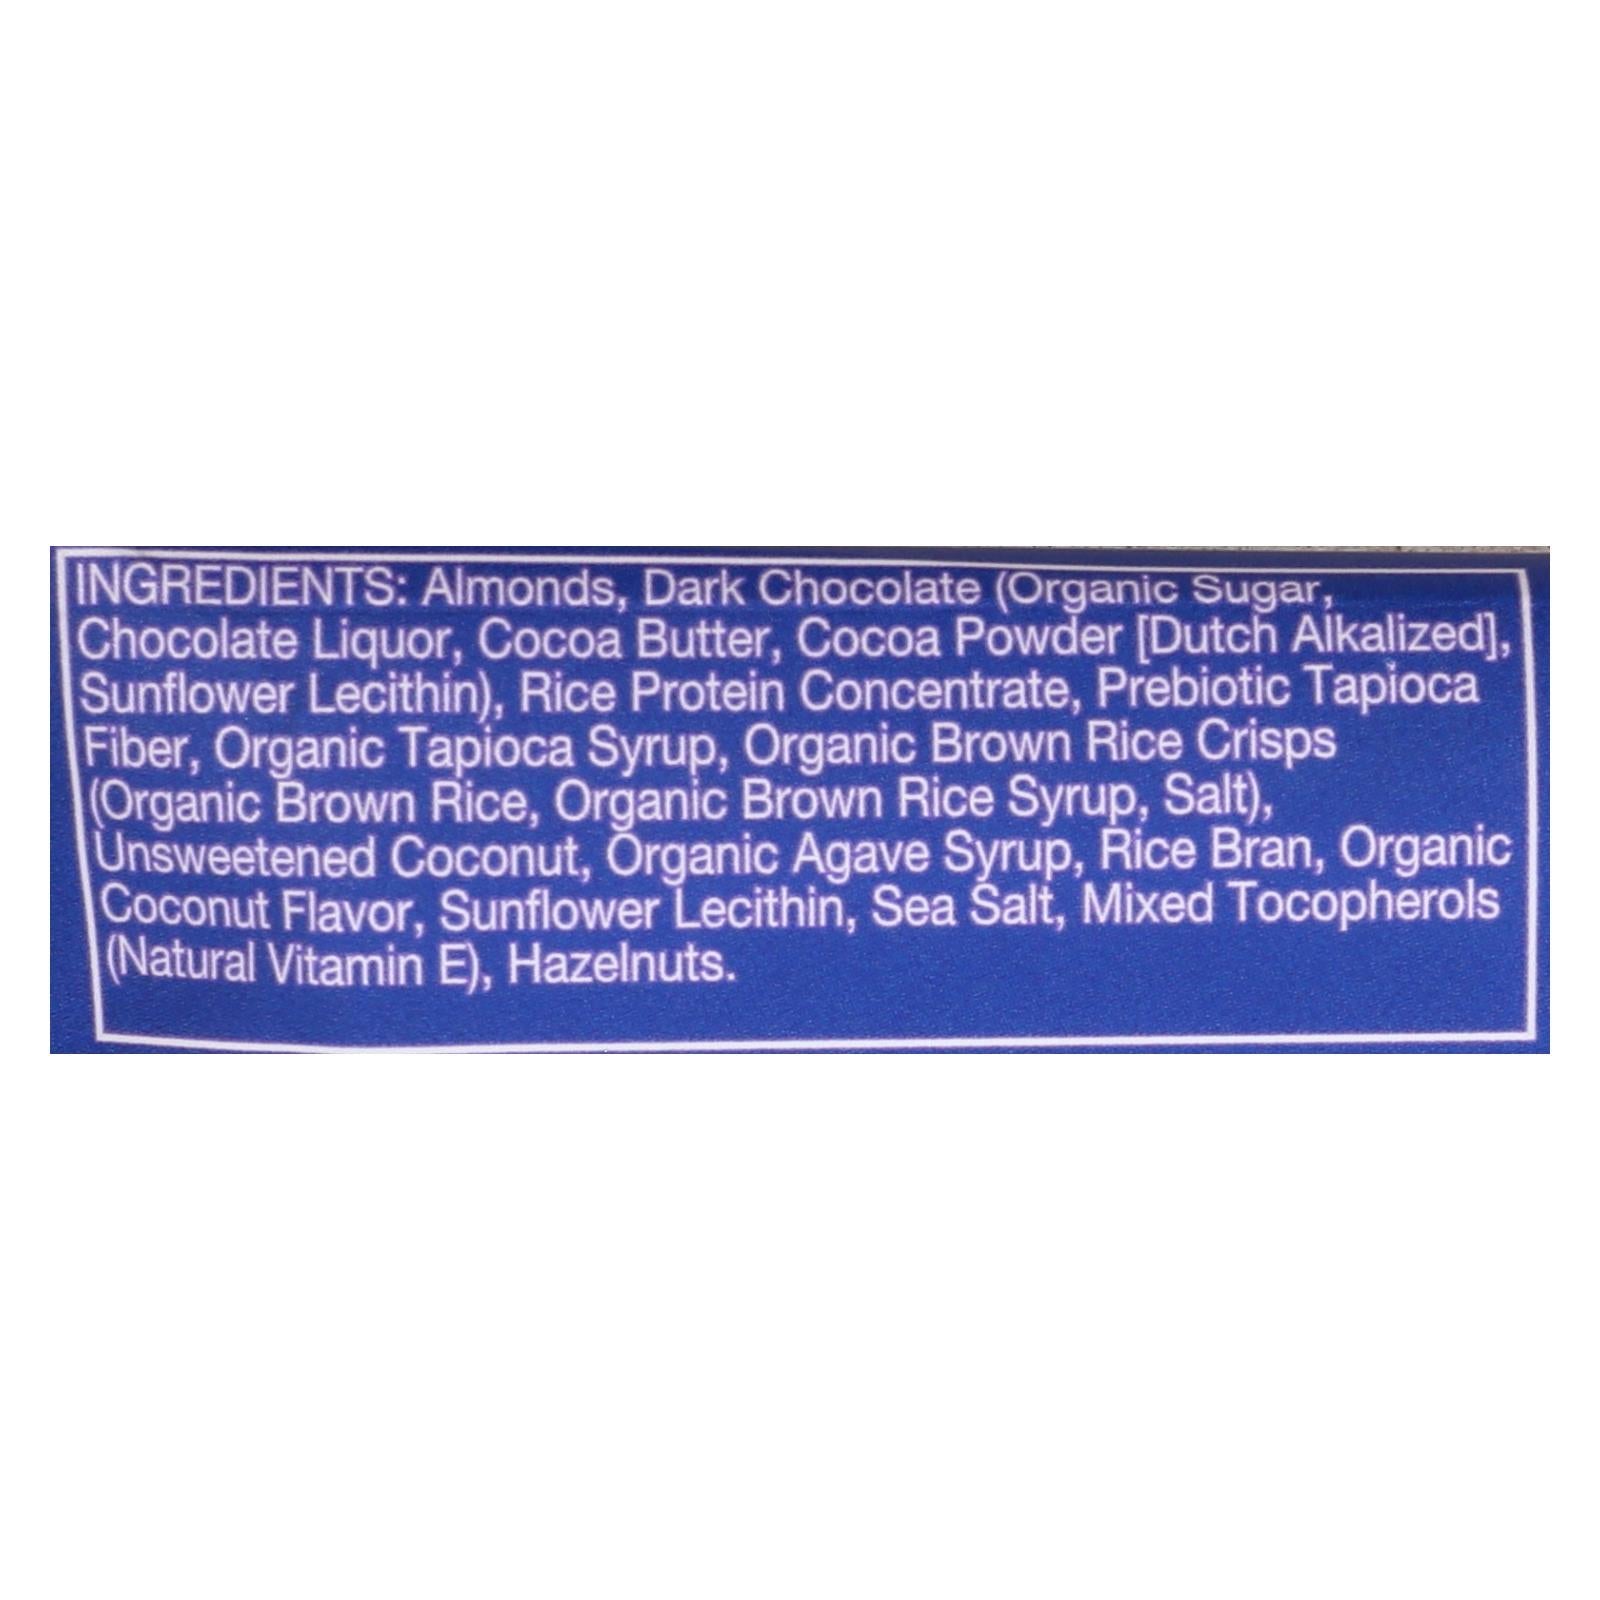 INGREDIENTS: Almonds, Dark Chocolate (Organic Sugar,
Chocolate Liquor, Cocoa Butter, Cocoa Powder [Dutch Alkalized],
Sunflower Lecithin), Rice Protein Concentrate, Prebiotic Tapioca
Fiber, Organic Tapioca Syrup, Organic Brown Rice Crisps
(Organic Brown Rice, Organic Brown Rice Syrup, Salt),
Unsweetened Coconut, Organic Agave Syrup, Rice Bran, Organic
Coconut Flavor, Sunflower Lecithin, Sea Salt, Mixed Tocopherols
(Natural Vitamin E), Hazelnuts.